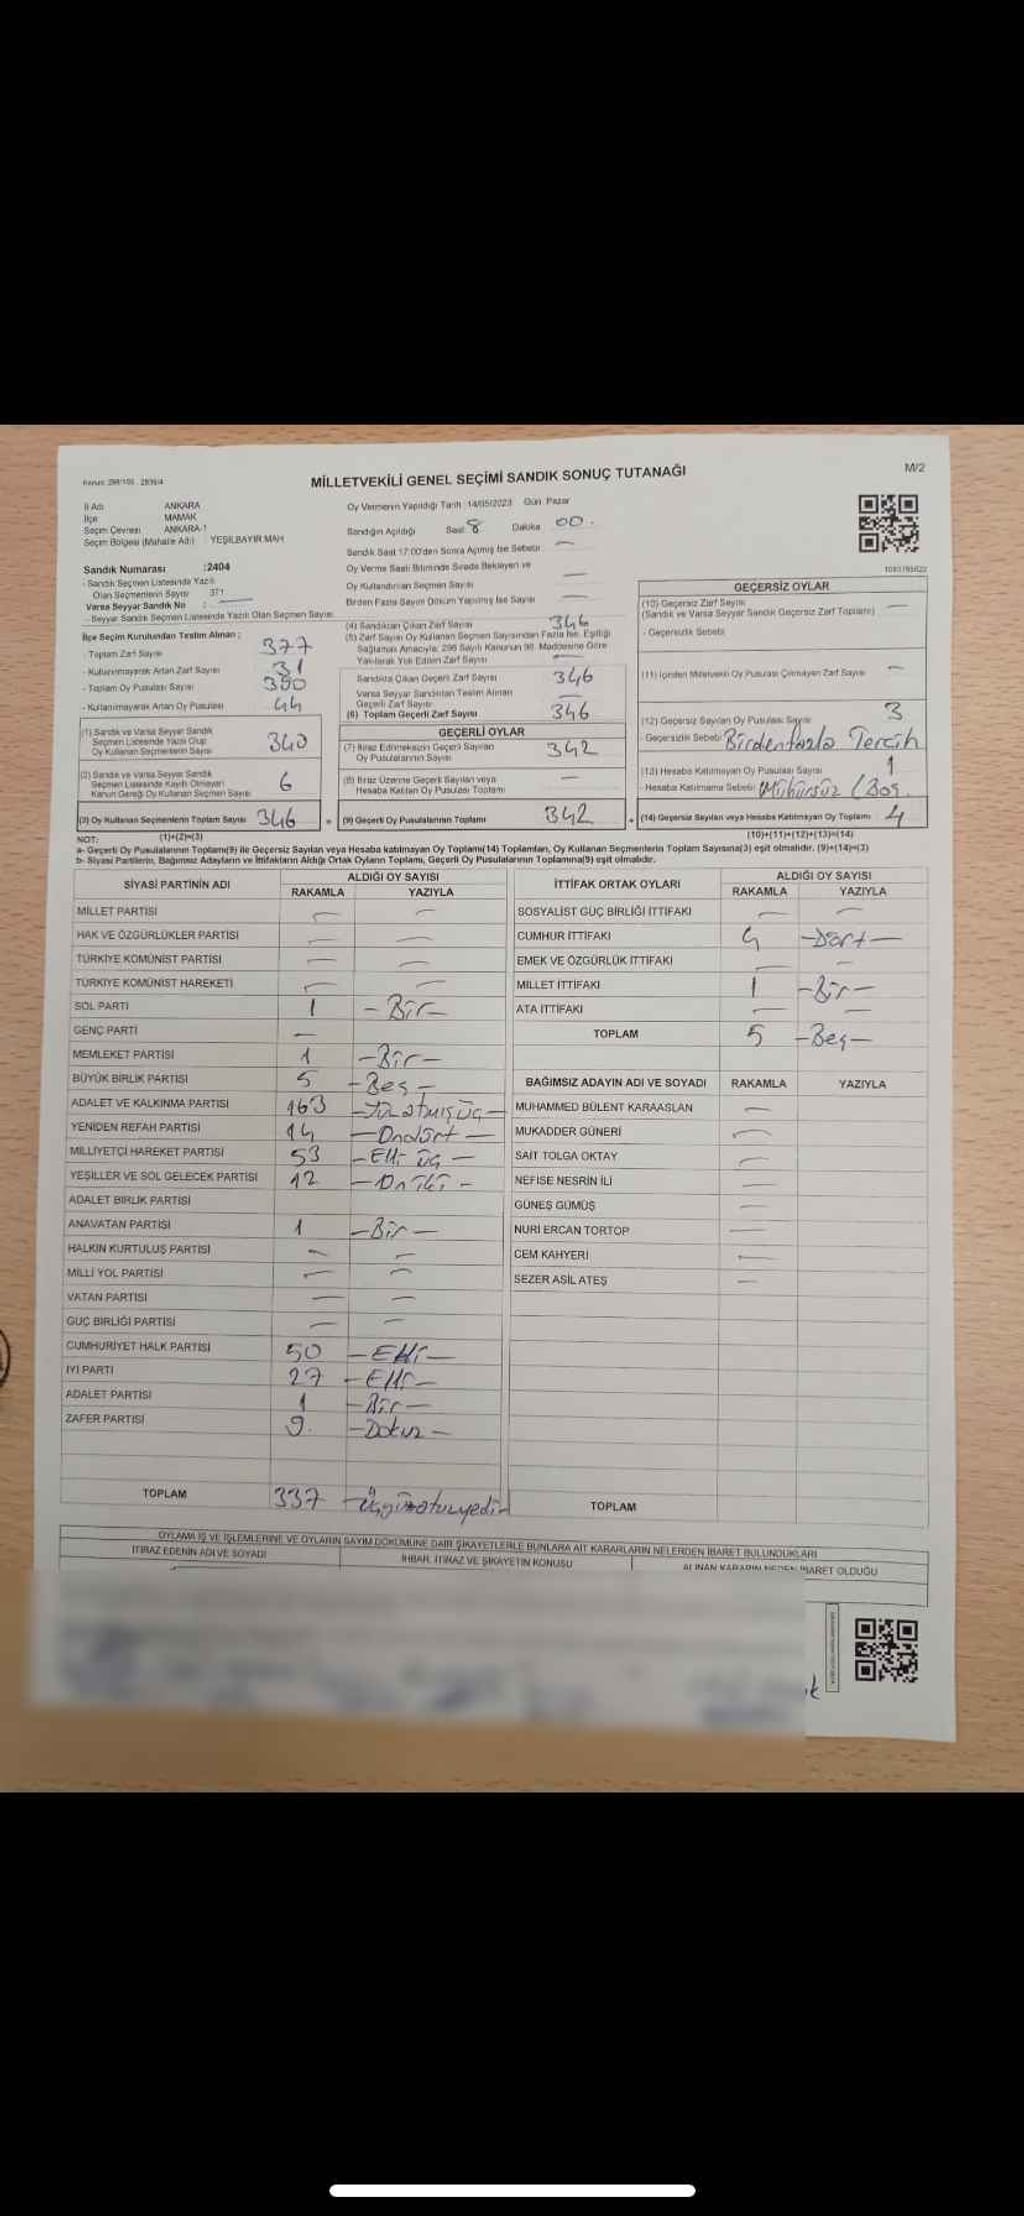 Kanun: 298/105 - 2839/4
MİLLETVEKİLİ GENEL SEÇİMİ SANDIK SONUÇ TUTANAĞI
M/2
İl Adı ANKARA
İlçe MAMAK
Seçim Çevresi ANKARA-1
Seçim Bölgesi (Mahalle Adı) YEŞİLBAYIR MAH
Sandık Numarası :2404
- Sandık Seçmen Listesinde Yazılı
Olan Seçmenlerin Sayısı 371
Varsa Seyyar Sandık No :
- Seyyar Sandık Seçmen Listesinde Yazılı Olan Seçmen Sayısı
İlçe Seçim Kurulundan Teslim Alınan :
- Toplam Zarf Sayısı 377
- Kullanılmayarak Artan Zarf Sayısı 31
- Toplam Oy Pusulası Sayısı 390
- Kullanılmayarak Artan Oy Pusulası 44
(1) Sandık ve Varsa Seyyar Sandık
Seçmen Listesinde Yazılı Olup
Oy Kullanan Seçmenlerin Sayısı 340
(2) Sandık ve Varsa Seyyar Sandık
Seçmen Listesinde Kayıtlı Olmayan
Kanun Gereği Oy Kullanan Seçmen Sayısı 6
(3) Oy Kullanan Seçmenlerin Toplam Sayısı 346
(1)+(2)=(3)
Oy Vermenin Yapıldığı Tarih :14/05/2023 Gün: Pazar
Sandığın Açıldığı Saat 8 Dakika 00.
Sandık Saat 17:00'den Sonra Açılmış İse Sebebi: —
Oy Verme Saati Bitiminde Sırada Bekleyen ve
Oy Kullandırılan Seçmen Sayısı —
Birden Fazla Sayım Döküm Yapılmış İse Sayısı —
(4) Sandıktan Çıkan Zarf Sayısı 346
(5) Zarf Sayısı Oy Kullanan Seçmen Sayısından Fazla İse, Eşitliği
Sağlamak Amacıyla, 298 Sayılı Kanunun 98. Maddesine Göre
Yakılarak Yok Edilen Zarf Sayısı —
Sandıkta Çıkan Geçerli Zarf Sayısı 346
Varsa Seyyar Sandıktan Teslim Alınan
Geçerli Zarf Sayısı —
(6) Toplam Geçerli Zarf Sayısı 346
GEÇERLİ OYLAR
(7) İtiraz Edilmeksizin Geçerli Sayılan
Oy Pusulalarının Sayısı 342
(8) İtiraz Üzerine Geçerli Sayılan veya
Hesaba Katılan Oy Pusulası Toplamı —
= (9) Geçerli Oy Pusulalarının Toplamı 342
1010795622
GEÇERSİZ OYLAR
(10) Geçersiz Zarf Sayısı
(Sandık ve Varsa Seyyar Sandık Geçersiz Zarf Toplamı) —
- Geçersizlik Sebebi
(11) İçinden Milletvekili Oy Pusulası Çıkmayan Zarf Sayısı —
(12) Geçersiz Sayılan Oy Pusulası Sayısı 3
- Geçersizlik Sebebi Birden fazla Tercih
(13) Hesaba Katılmayan Oy Pusulası Sayısı 1
Hesaba Katılmama Sebebi Mühürsüz (Boş.
+ (14) Geçersiz Sayılan veya Hesaba Katılmayan Oy Toplamı 4
(10)+(11)+(12)+(13)=(14)
NOT:
a- Geçerli Oy Pusulalarının Toplamı(9) ile Geçersiz Sayılan veya Hesaba katılmayan Oy Toplamı(14) Toplamları, Oy Kullanan Seçmenlerin Toplam Sayısına(3) eşit olmalıdır. (9)+(14)=(3)
b- Siyasi Partilerin, Bağımsız Adayların ve İttifakların Aldığı Ortak Oyların Toplamı, Geçerli Oy Pusulalarının Toplamına(9) eşit olmalıdır.
SİYASİ PARTİNİN ADI ALDIĞI OY SAYISI
RAKAMLA YAZIYLA
MİLLET PARTİSİ — —
HAK VE ÖZGÜRLÜKLER PARTİSİ — —
TÜRKİYE KOMÜNİST PARTİSİ — —
TÜRKİYE KOMÜNİST HAREKETİ — —
SOL PARTİ 1 — Bir —
GENÇ PARTİ —
MEMLEKET PARTİSİ 1 — Bir —
BÜYÜK BİRLİK PARTİSİ 5 — Beş —
ADALET VE KALKINMA PARTİSİ 163 — Yüzatmışüç —
YENİDEN REFAH PARTİSİ 14 — Ondört —
MİLLİYETÇİ HAREKET PARTİSİ 53 — Elli üç —
YEŞİLLER VE SOL GELECEK PARTİSİ 12 — Oniki —
ADALET BİRLİK PARTİSİ
ANAVATAN PARTİSİ 1 — Bir —
HALKIN KURTULUŞ PARTİSİ — —
MİLLİ YOL PARTİSİ — —
VATAN PARTİSİ — —
GÜÇ BİRLİĞİ PARTİSİ — —
CUMHURİYET HALK PARTİSİ 50 — Elli —
İYİ PARTİ 27 — Elli —
ADALET PARTİSİ 1 — Bir —
ZAFER PARTİSİ 9. — Dokuz —
TOPLAM 337 — Üçyüzotuzyedi
İTTİFAK ORTAK OYLARI ALDIĞI OY SAYISI
RAKAMLA YAZIYLA
SOSYALİST GÜÇ BİRLİĞİ İTTİFAKI — —
CUMHUR İTTİFAKI 4 — Dört —
EMEK VE ÖZGÜRLÜK İTTİFAKI — —
MİLLET İTTİFAKI 1 — Bir —
ATA İTTİFAKI — —
TOPLAM 5 — Beş —
BAĞIMSIZ ADAYIN ADI VE SOYADI RAKAMLA YAZIYLA
MUHAMMED BÜLENT KARAASLAN —
MUKADDER GÜNERİ —
SAİT TOLGA OKTAY —
NEFİSE NESRİN İLİ —
GÜNEŞ GÜMÜŞ —
NURİ ERCAN TORTOP —
CEM KAHYERİ —
SEZER ASİL ATEŞ —
TOPLAM
OYLAMA İŞ VE İŞLEMLERİNE VE OYLARIN SAYIM DÖKÜMÜNE DAİR ŞİKAYETLERLE BUNLARA AİT KARARLARIN NELERDEN İBARET BULUNDUKLARI
İTİRAZ EDENİN ADI VE SOYADI İHBAR, İTİRAZ VE ŞİKAYETİN KONUSU ALINAN KARARIN NEDEN İBARET OLDUĞU